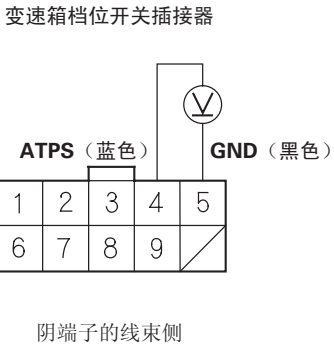 变速箱档位开关插接器
V
ATPS（蓝色）
GND（黑色）
1 2 3 4 5
6 7 8 9
阴端子的线束侧